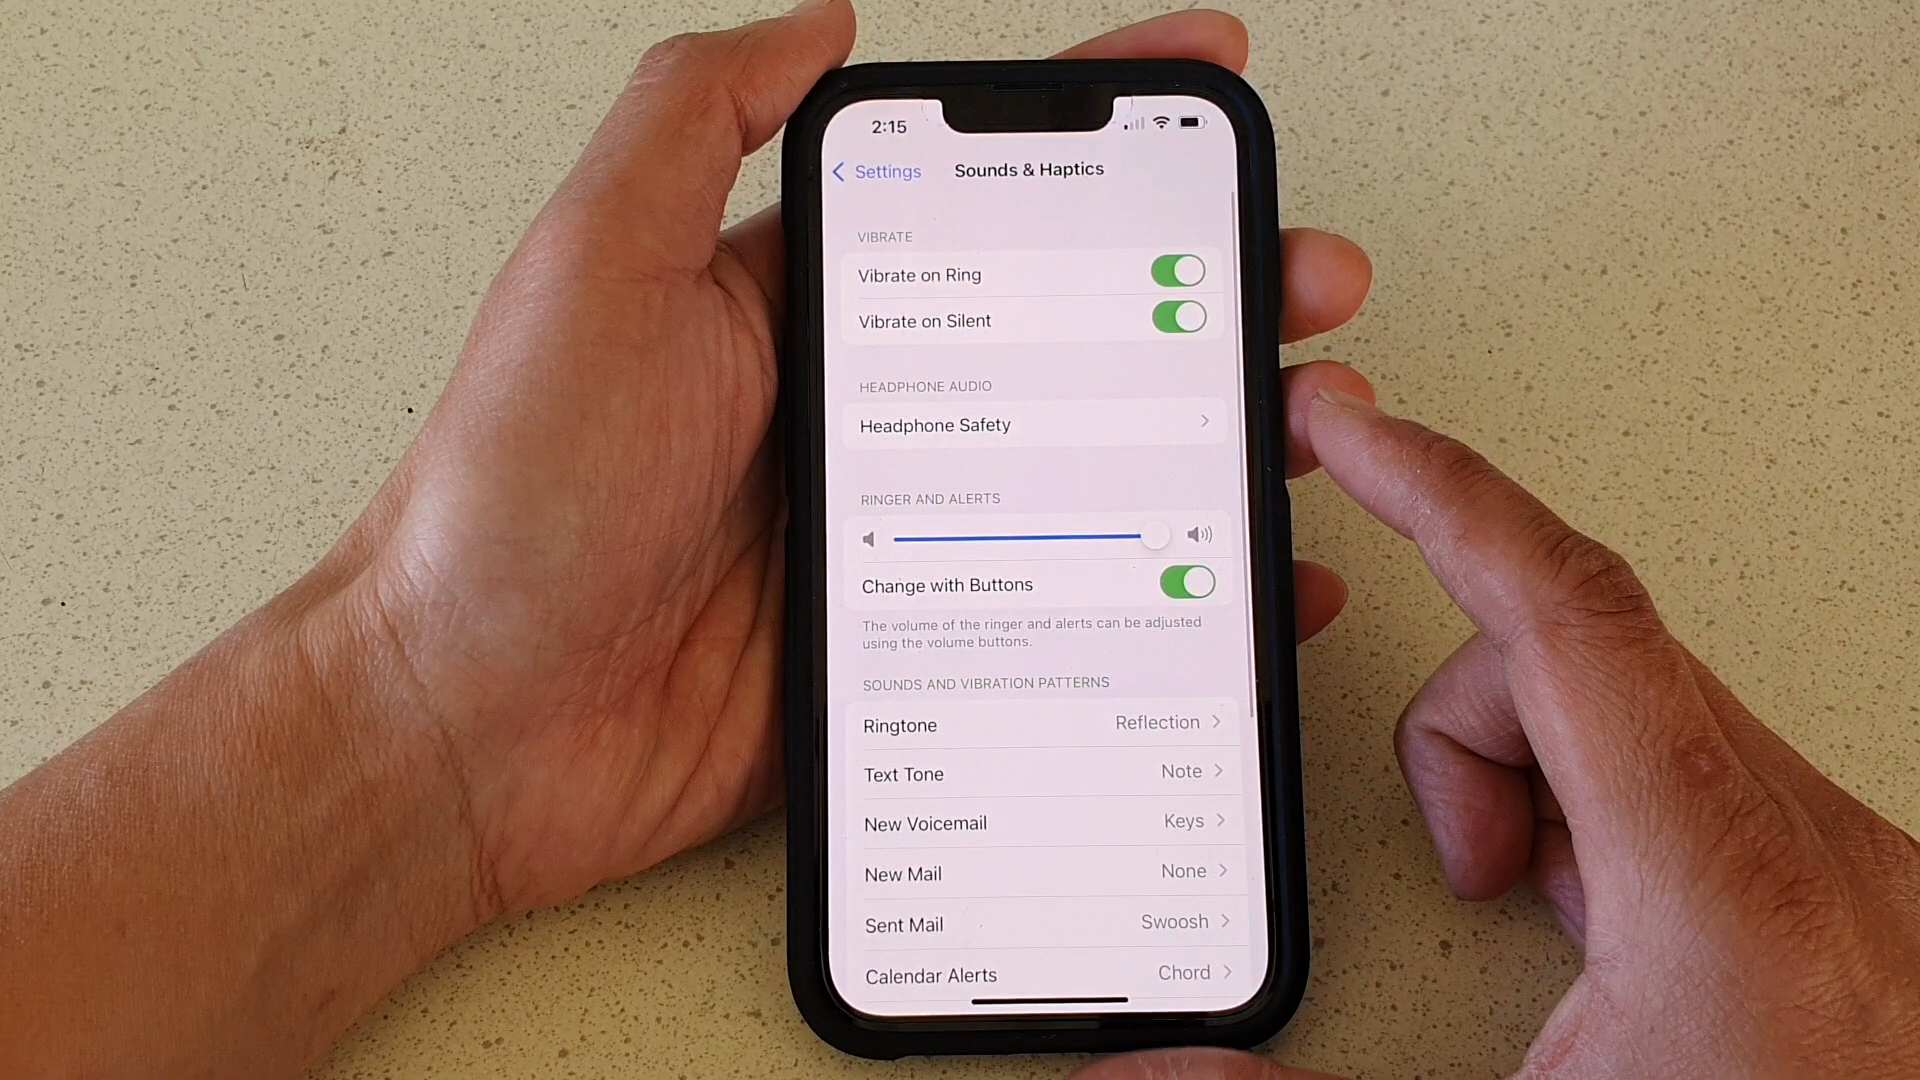 2:15
Settings
Sounds & Haptics
VIBRATE
Vibrate on Ring
Vibrate on Silent
HEADPHONE AUDIO
Headphone Safety
RINGER AND ALERTS
Change with Buttons
The volume of the ringer and alerts can be adjusted
using the volume buttons.
SOUNDS AND VIBRATION PATTERNS
Ringtone Reflection
Text Tone Note
New Voicemail Keys
New Mail None
Sent Mail Swoosh
Calendar Alerts Chord